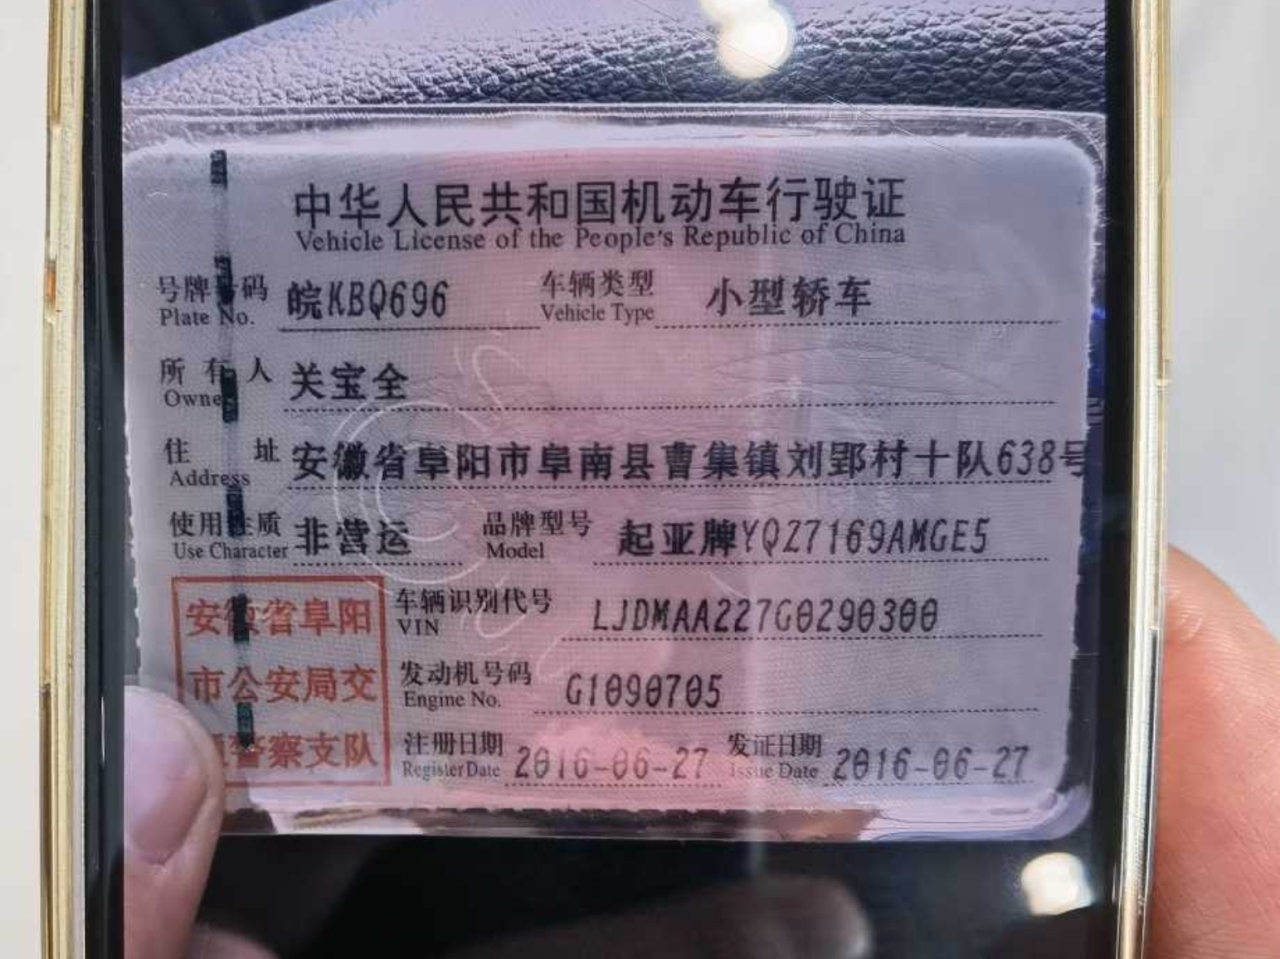 中华人民共和国机动车行驶证
Vehicle License of the People's Republic of China
号牌号码 皖KBQ696 车辆类型 小型轿车
Plate No. Vehicle Type
所有人 关宝全
Owner
住址 安徽省阜阳市阜南县曹集镇刘郢村十队638号
Address
使用性质 非营运 品牌型号 起亚牌YQZ7169AMGE5
Use Character Model
安徽省阜阳
市公安局交
警察支队
车辆识别代号 LJDMAA227G0290300
VIN
发动机号码 G1090705
Engine No.
注册日期 2016-06-27 发证日期 2016-06-27
Register Date Issue Date